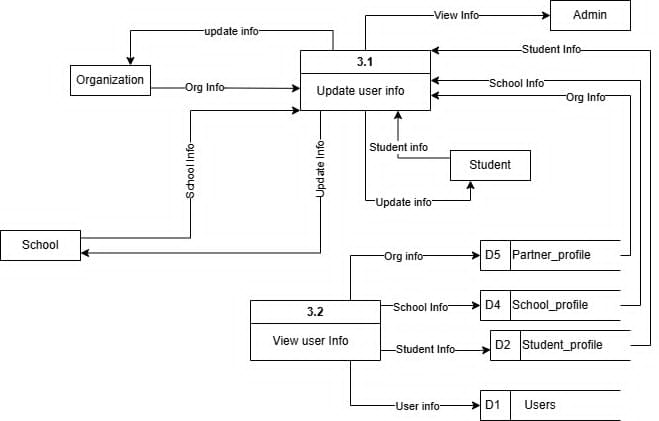 View Info
Admin
update info
Student Info
3.1
Organization
Org Info
Update user info
School Info
Org Info
Student info
School Info
Update Info
Student
Update info
School
Org info
D5 Partner_profile
3.2
School Info
D4 School_profile
View user Info
Student Info
D2 Student_profile
User info
D1 Users